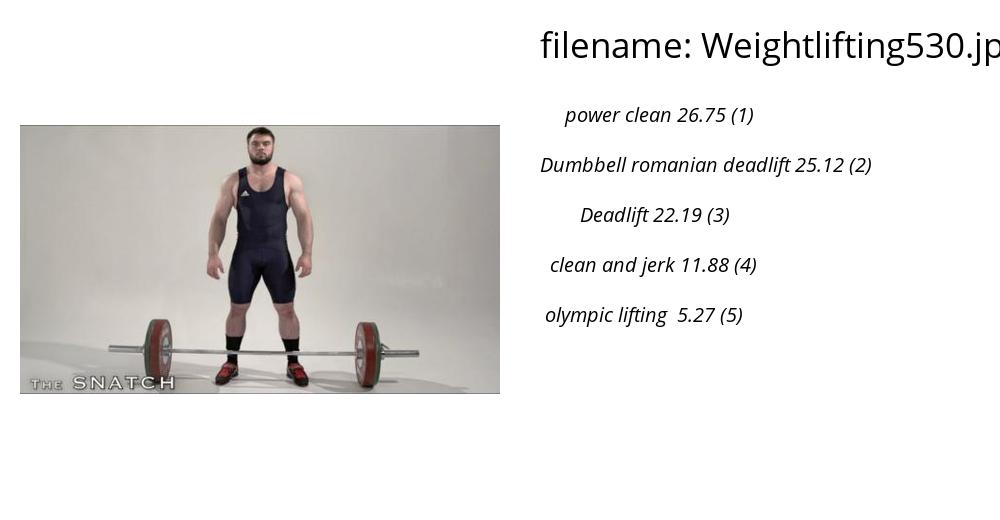 filename: Weightlifting530.jp
power clean 26.75 (1)
Dumbbell romanian deadlift 25.12 (2)
Deadlift 22.19 (3)
clean and jerk 11.88 (4)
olympic lifting  5.27 (5)
THE SNATCH